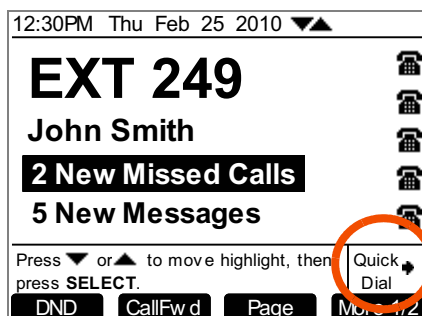 12:30PM Thu Feb 25 2010 ▼▲
EXT 249
John Smith
2 New Missed Calls
5 New Messages
Press ▼ or ▲ to move highlight, then
press SELECT.
Quick
Dial
DND CallFwd Page More 1/2